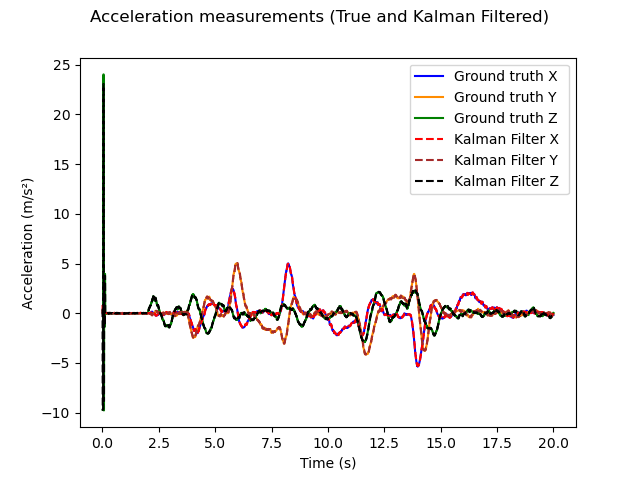 Acceleration measurements (True and Kalman Filtered)
25
20
15
10
5
0
−5
−10
Acceleration (m/s²)
Ground truth X
Ground truth Y
Ground truth Z
Kalman Filter X
Kalman Filter Y
Kalman Filter Z
0.0 2.5 5.0 7.5 10.0 12.5 15.0 17.5 20.0
Time (s)